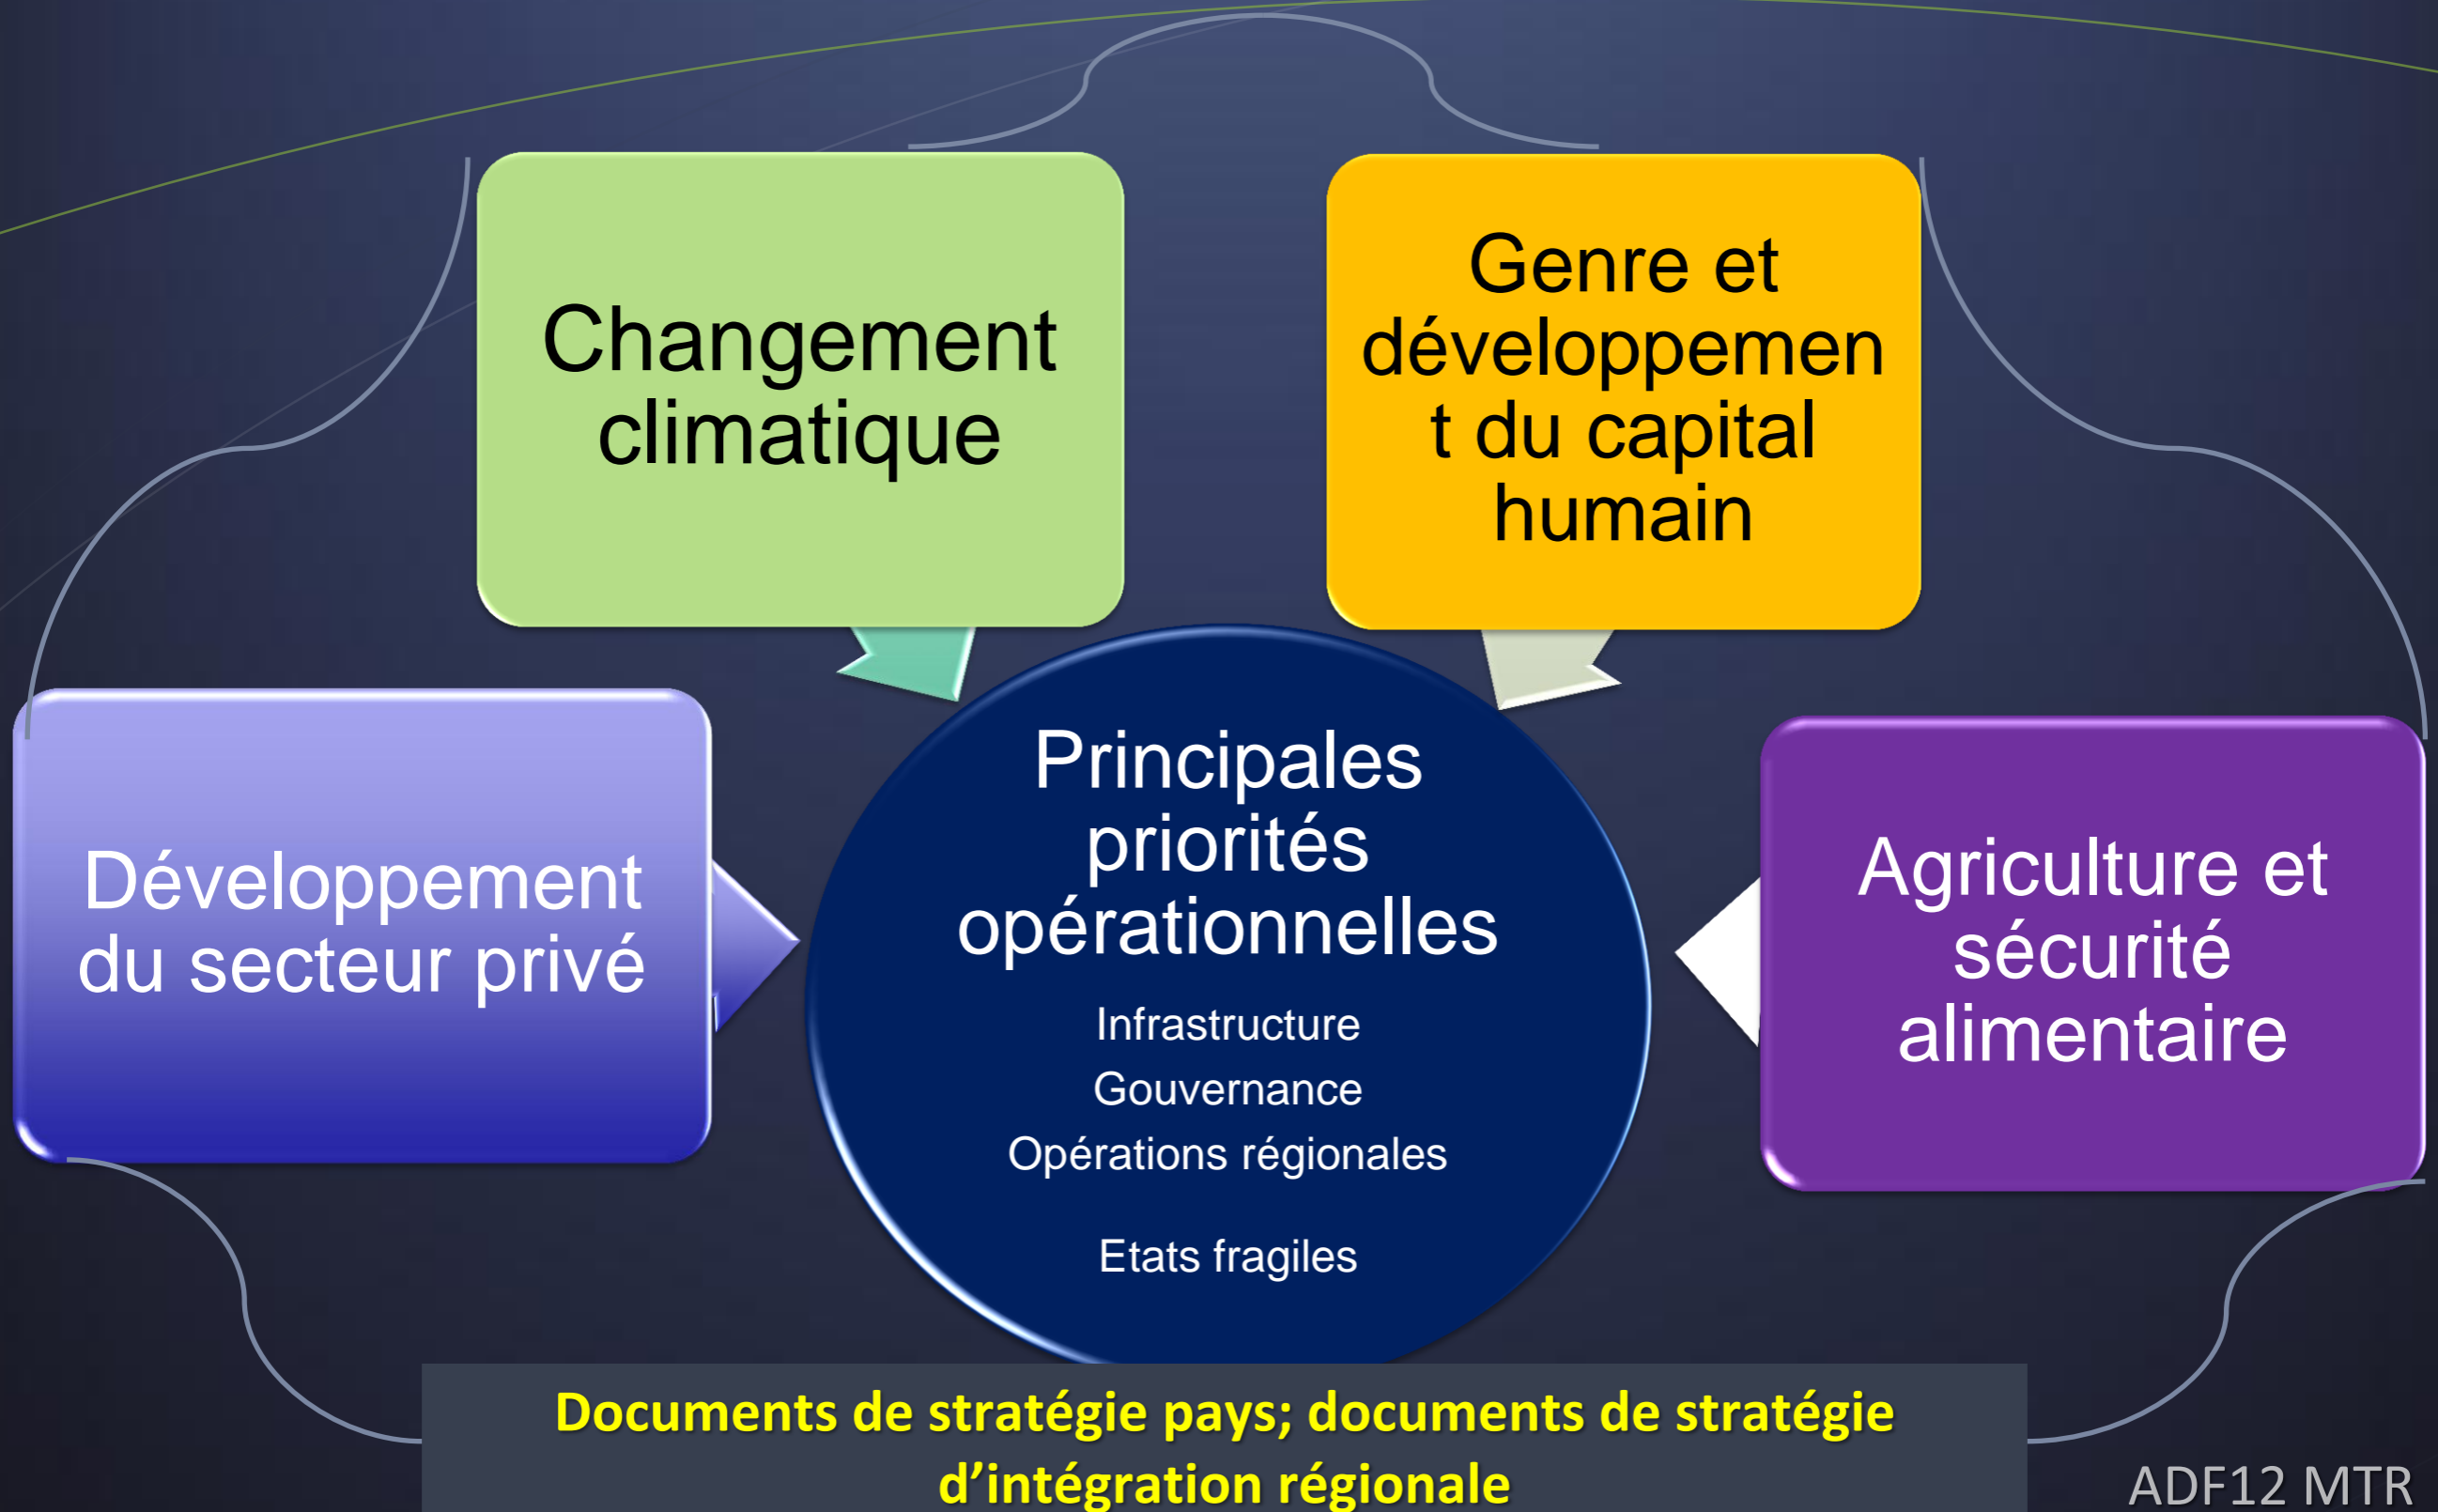 Changement
climatique
Genre et
développemen
t du capital
humain
Développement
du secteur privé
Principales
priorités
opérationnelles
Infrastructure
Gouvernance
Opérations régionales
Etats fragiles
Agriculture et
sécurité
alimentaire
Documents de stratégie pays; documents de stratégie
d’intégration régionale
ADF12 MTR